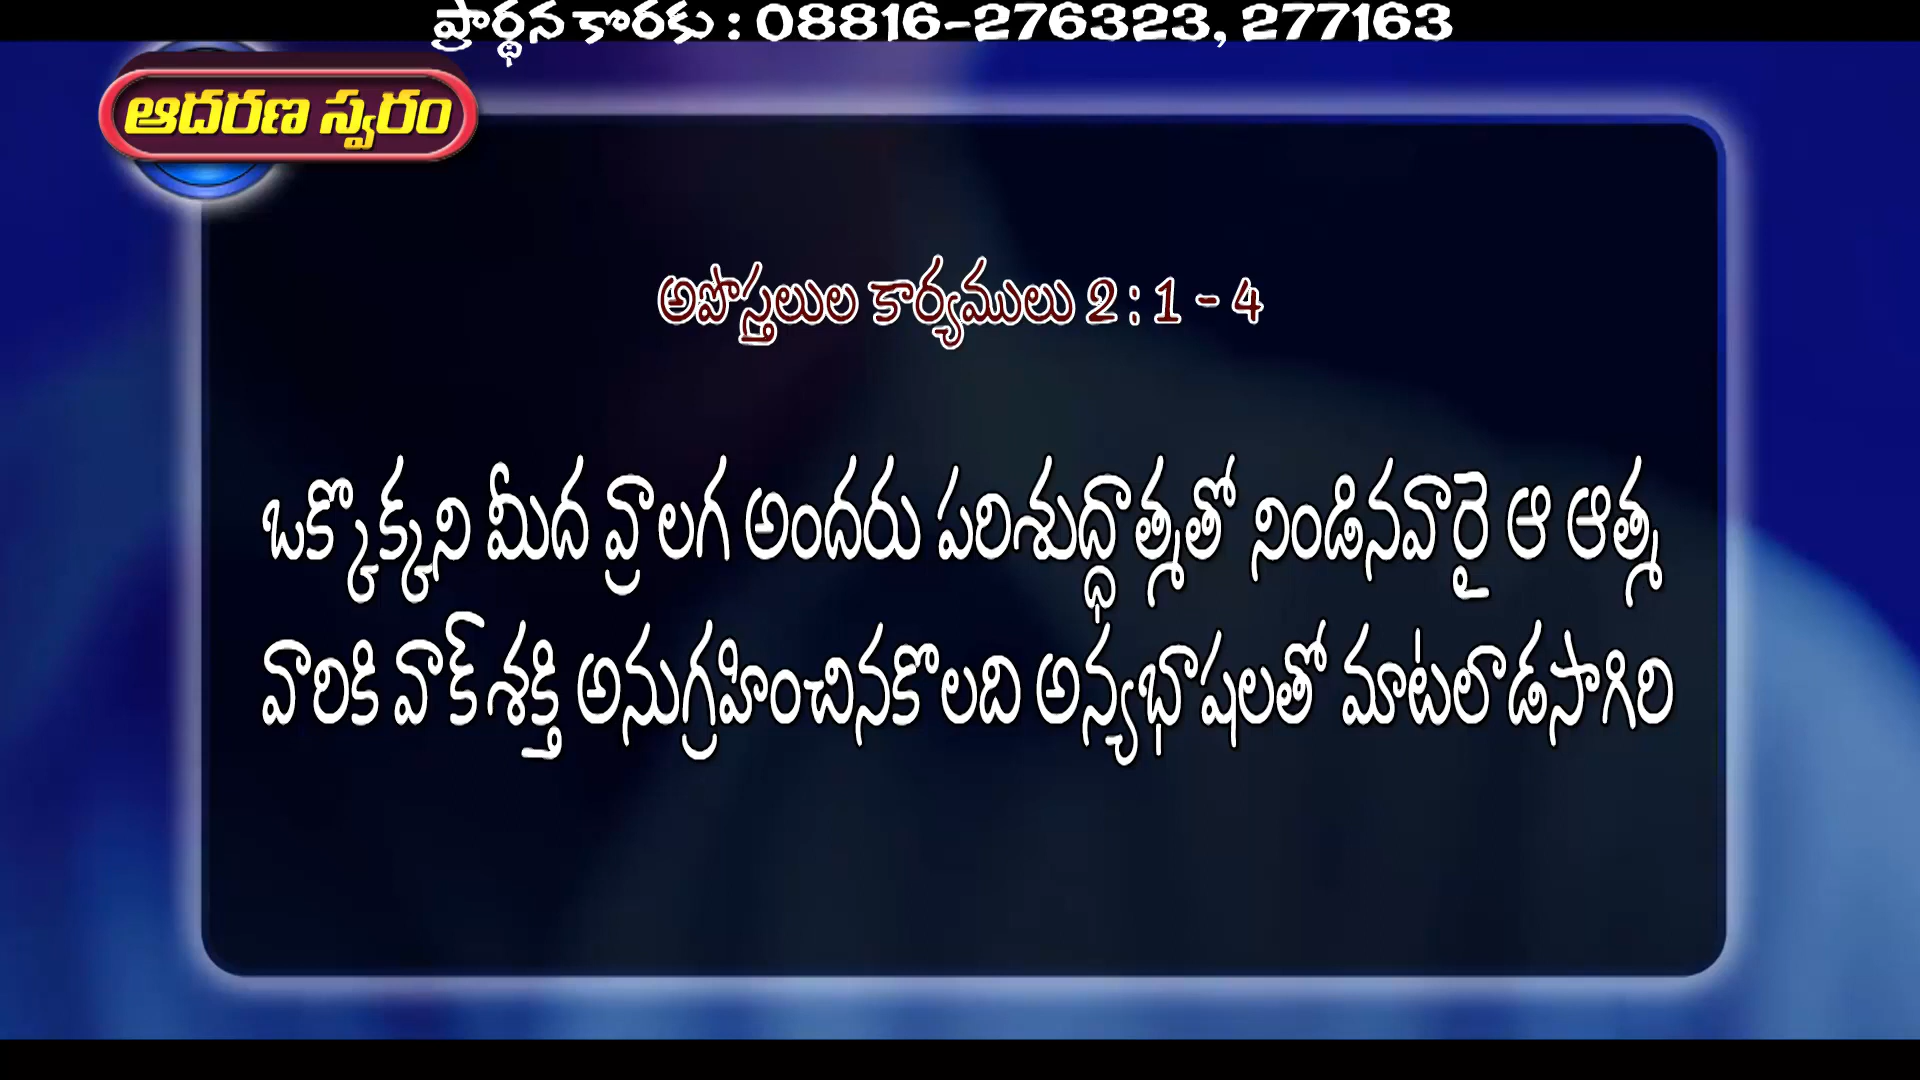 ప్రార్థన కొరకు : 08816-276323, 277163
ఆదరణ స్వరం
అపోస్తలుల కార్యములు 2 : 1 - 4
ఒక్కొక్కని మీద వ్రాలగ అందరు పరిశుద్ధాత్మతో నిండినవారై ఆ ఆత్మ
వారికి వాక్‌శక్తి అనుగ్రహించినకొలది అన్యభాషలతో మాటలాడసాగిరి